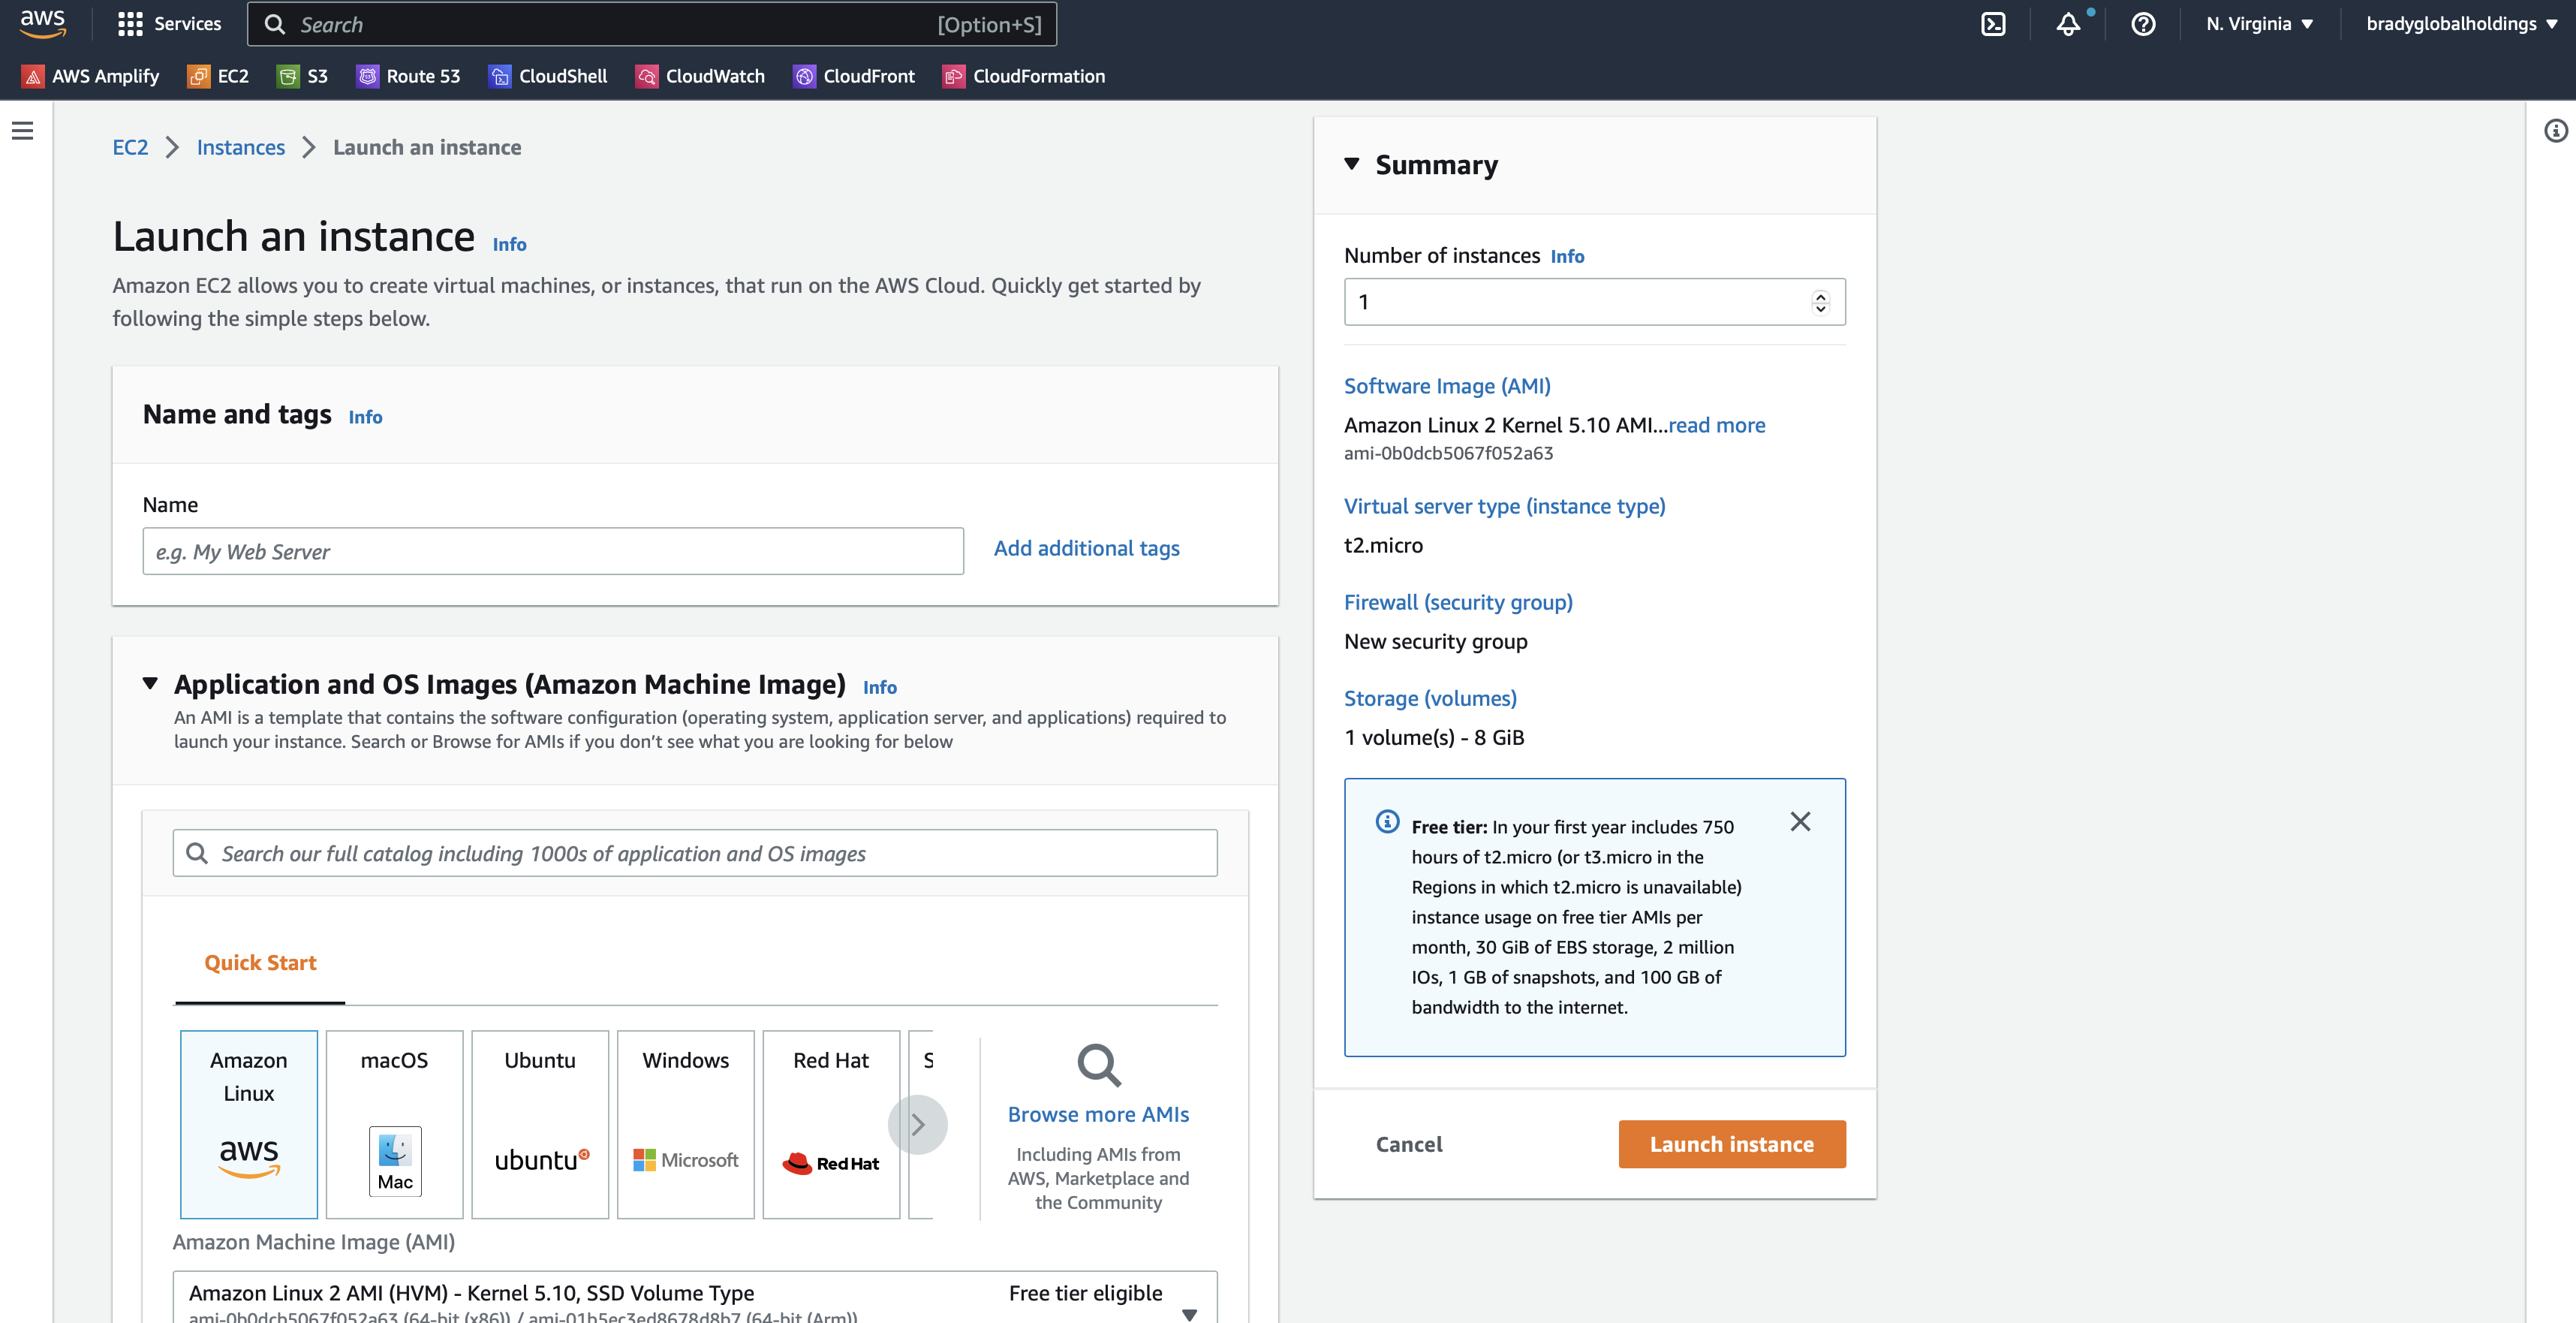 aws
Services
Search [Option+S]
N. Virginia
bradyglobalholdings
AWS Amplify EC2 S3 Route 53 CloudShell CloudWatch CloudFront CloudFormation
EC2 Instances Launch an instance
Launch an instance Info
Amazon EC2 allows you to create virtual machines, or instances, that run on the AWS Cloud. Quickly get started by
following the simple steps below.
Name and tags Info
Name
e.g. My Web Server
Add additional tags
Application and OS Images (Amazon Machine Image) Info
An AMI is a template that contains the software configuration (operating system, application server, and applications) required to
launch your instance. Search or Browse for AMIs if you don’t see what you are looking for below
Search our full catalog including 1000s of application and OS images
Quick Start
Amazon
Linux
aws
macOS
Mac
Ubuntu
ubuntu
Windows
Microsoft
Red Hat
Red Hat
S
Browse more AMIs
Including AMIs from
AWS, Marketplace and
the Community
Amazon Machine Image (AMI)
Amazon Linux 2 AMI (HVM) - Kernel 5.10, SSD Volume Type
Free tier eligible
ami-0b0dcb5067f052a63 (64-bit (x86)) / ami-01b5ec3ed8678d8b7 (64-bit (Arm))
Summary
Number of instances Info
1
Software Image (AMI)
Amazon Linux 2 Kernel 5.10 AMI...read more
ami-0b0dcb5067f052a63
Virtual server type (instance type)
t2.micro
Firewall (security group)
New security group
Storage (volumes)
1 volume(s) - 8 GiB
Free tier: In your first year includes 750
hours of t2.micro (or t3.micro in the
Regions in which t2.micro is unavailable)
instance usage on free tier AMIs per
month, 30 GiB of EBS storage, 2 million
IOs, 1 GB of snapshots, and 100 GB of
bandwidth to the internet.
Cancel
Launch instance